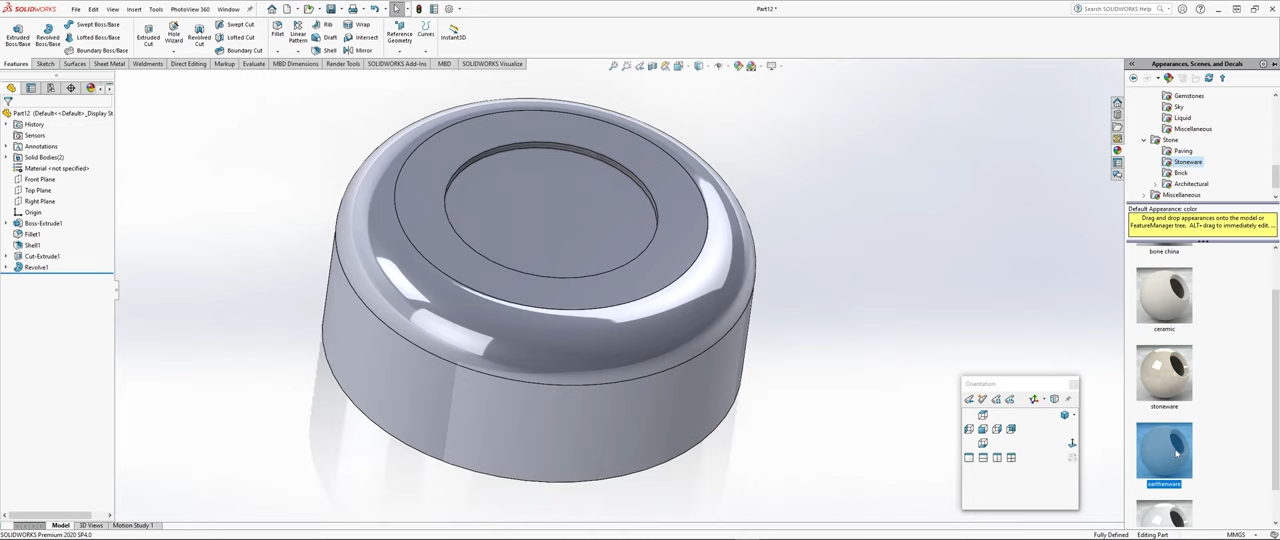 SOLIDWORKS File Edit View Insert Tools PhotoView 360 Window Part12 * Search SOLIDWORKS Help
Extruded Boss/Base
Revolved Boss/Base
Swept Boss/Base
Lofted Boss/Base
Boundary Boss/Base
Extruded Cut
Hole Wizard
Revolved Cut
Swept Cut
Lofted Cut
Boundary Cut
Fillet
Linear Pattern
Rib
Draft
Shell
Wrap
Intersect
Mirror
Reference Geometry
Curves
Instant3D
Features Sketch Surfaces Sheet Metal Weldments Direct Editing Markup Evaluate MBD Dimensions Render Tools SOLIDWORKS Add-Ins MBD SOLIDWORKS Visualize
Part12 (Default<<Default>_Display St
History
Sensors
Annotations
Solid Bodies(2)
Material <not specified>
Front Plane
Top Plane
Right Plane
Origin
Boss-Extrude1
Fillet1
Shell1
Cut-Extrude1
Revolve1
Orientation
Appearances, Scenes, and Decals
Gemstones
Sky
Liquid
Miscellaneous
Stone
Paving
Stoneware
Brick
Architectural
Miscellaneous
Default Appearance: color
Drag and drop appearances onto the model or
FeatureManager tree. ALT+drag to immediately edit. ...
bone china
ceramic
stoneware
earthenware
Model 3D Views Motion Study 1
SOLIDWORKS Premium 2020 SP4.0 Fully Defined Editing Part MMGS